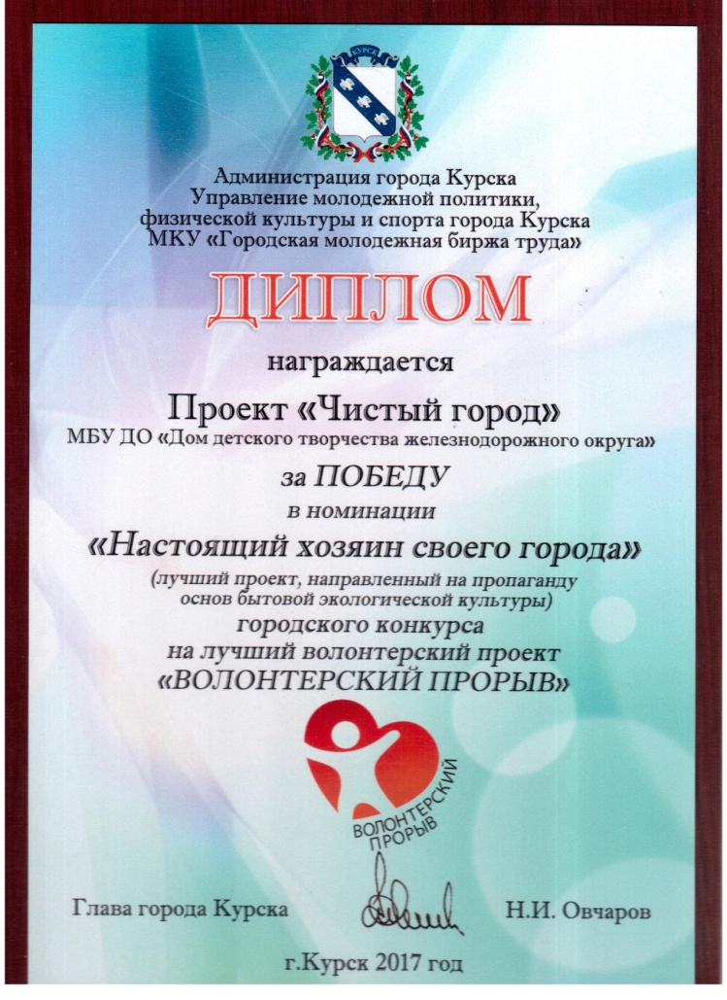 КУРСК
Администрация города Курска
Управление молодежной политики,
физической культуры и спорта города Курска
МКУ «Городская молодежная биржа труда»
ДИПЛОМ
награждается
Проект «Чистый город»
МБУ ДО «Дом детского творчества железнодорожного округа»
за ПОБЕДУ
в номинации
«Настоящий хозяин своего города»
(лучший проект, направленный на пропаганду
основ бытовой экологической культуры)
городского конкурса
на лучший волонтерский проект
«ВОЛОНТЕРСКИЙ ПРОРЫВ»
ВОЛОНТЕРСКИЙ
ПРОРЫВ
Глава города Курска
Н.И. Овчаров
г.Курск 2017 год